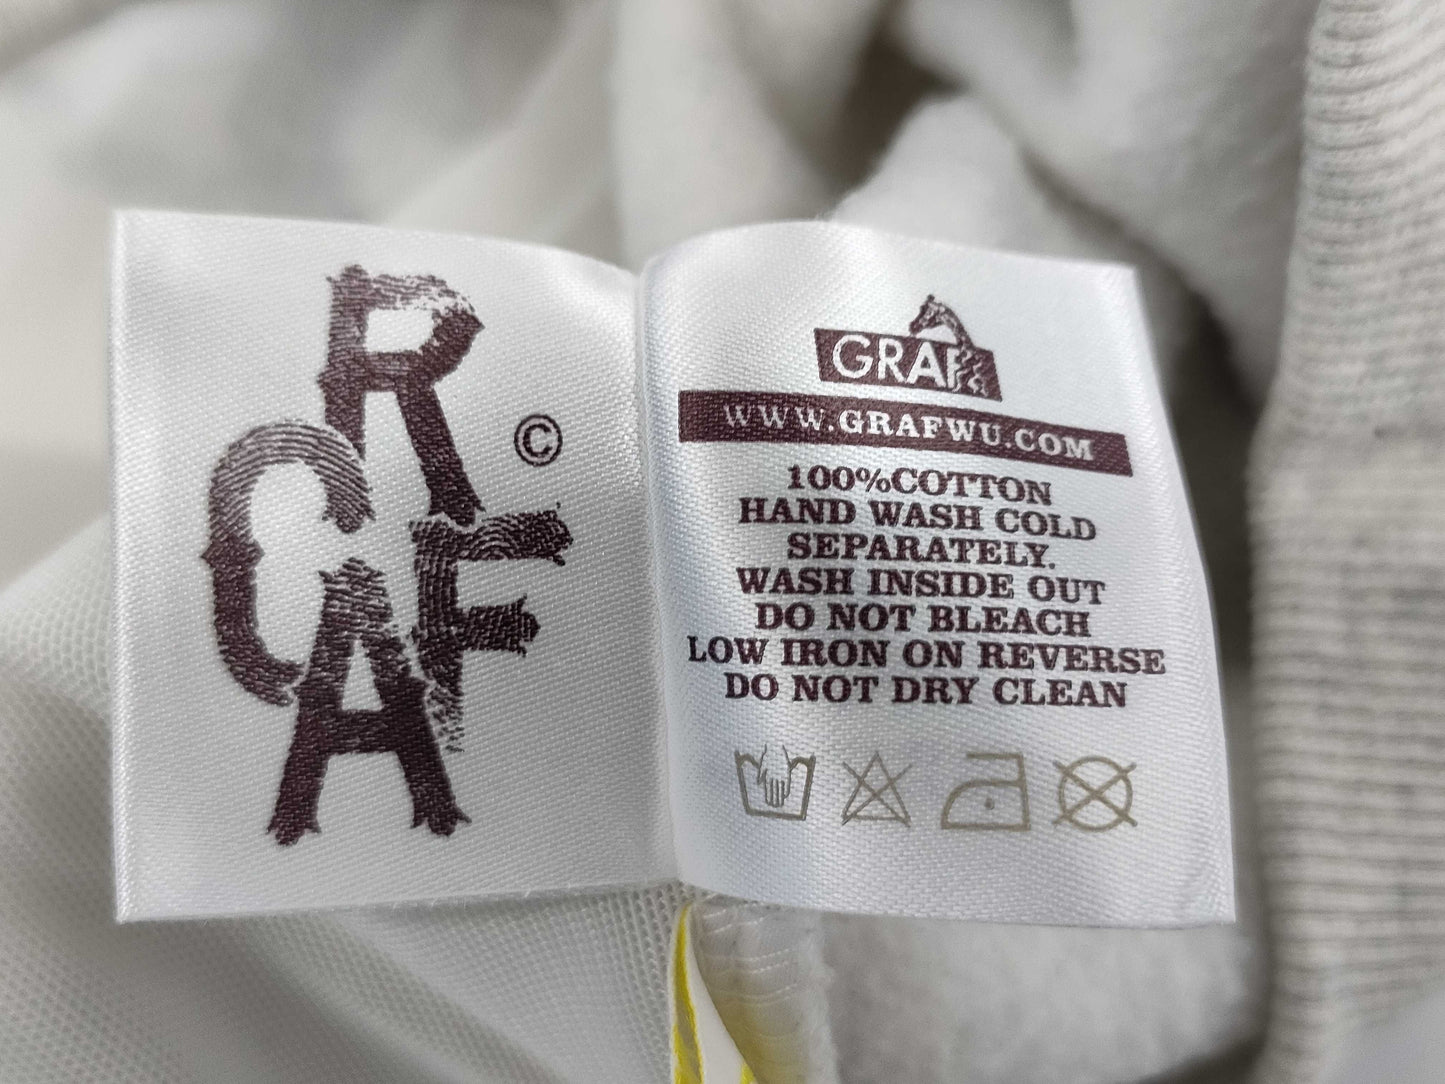 R
C
F
A
©
GRAF
WWW.GRAFWU.COM
100%COTTON
HAND WASH COLD
SEPARATELY.
WASH INSIDE OUT
DO NOT BLEACH
LOW IRON ON REVERSE
DO NOT DRY CLEAN